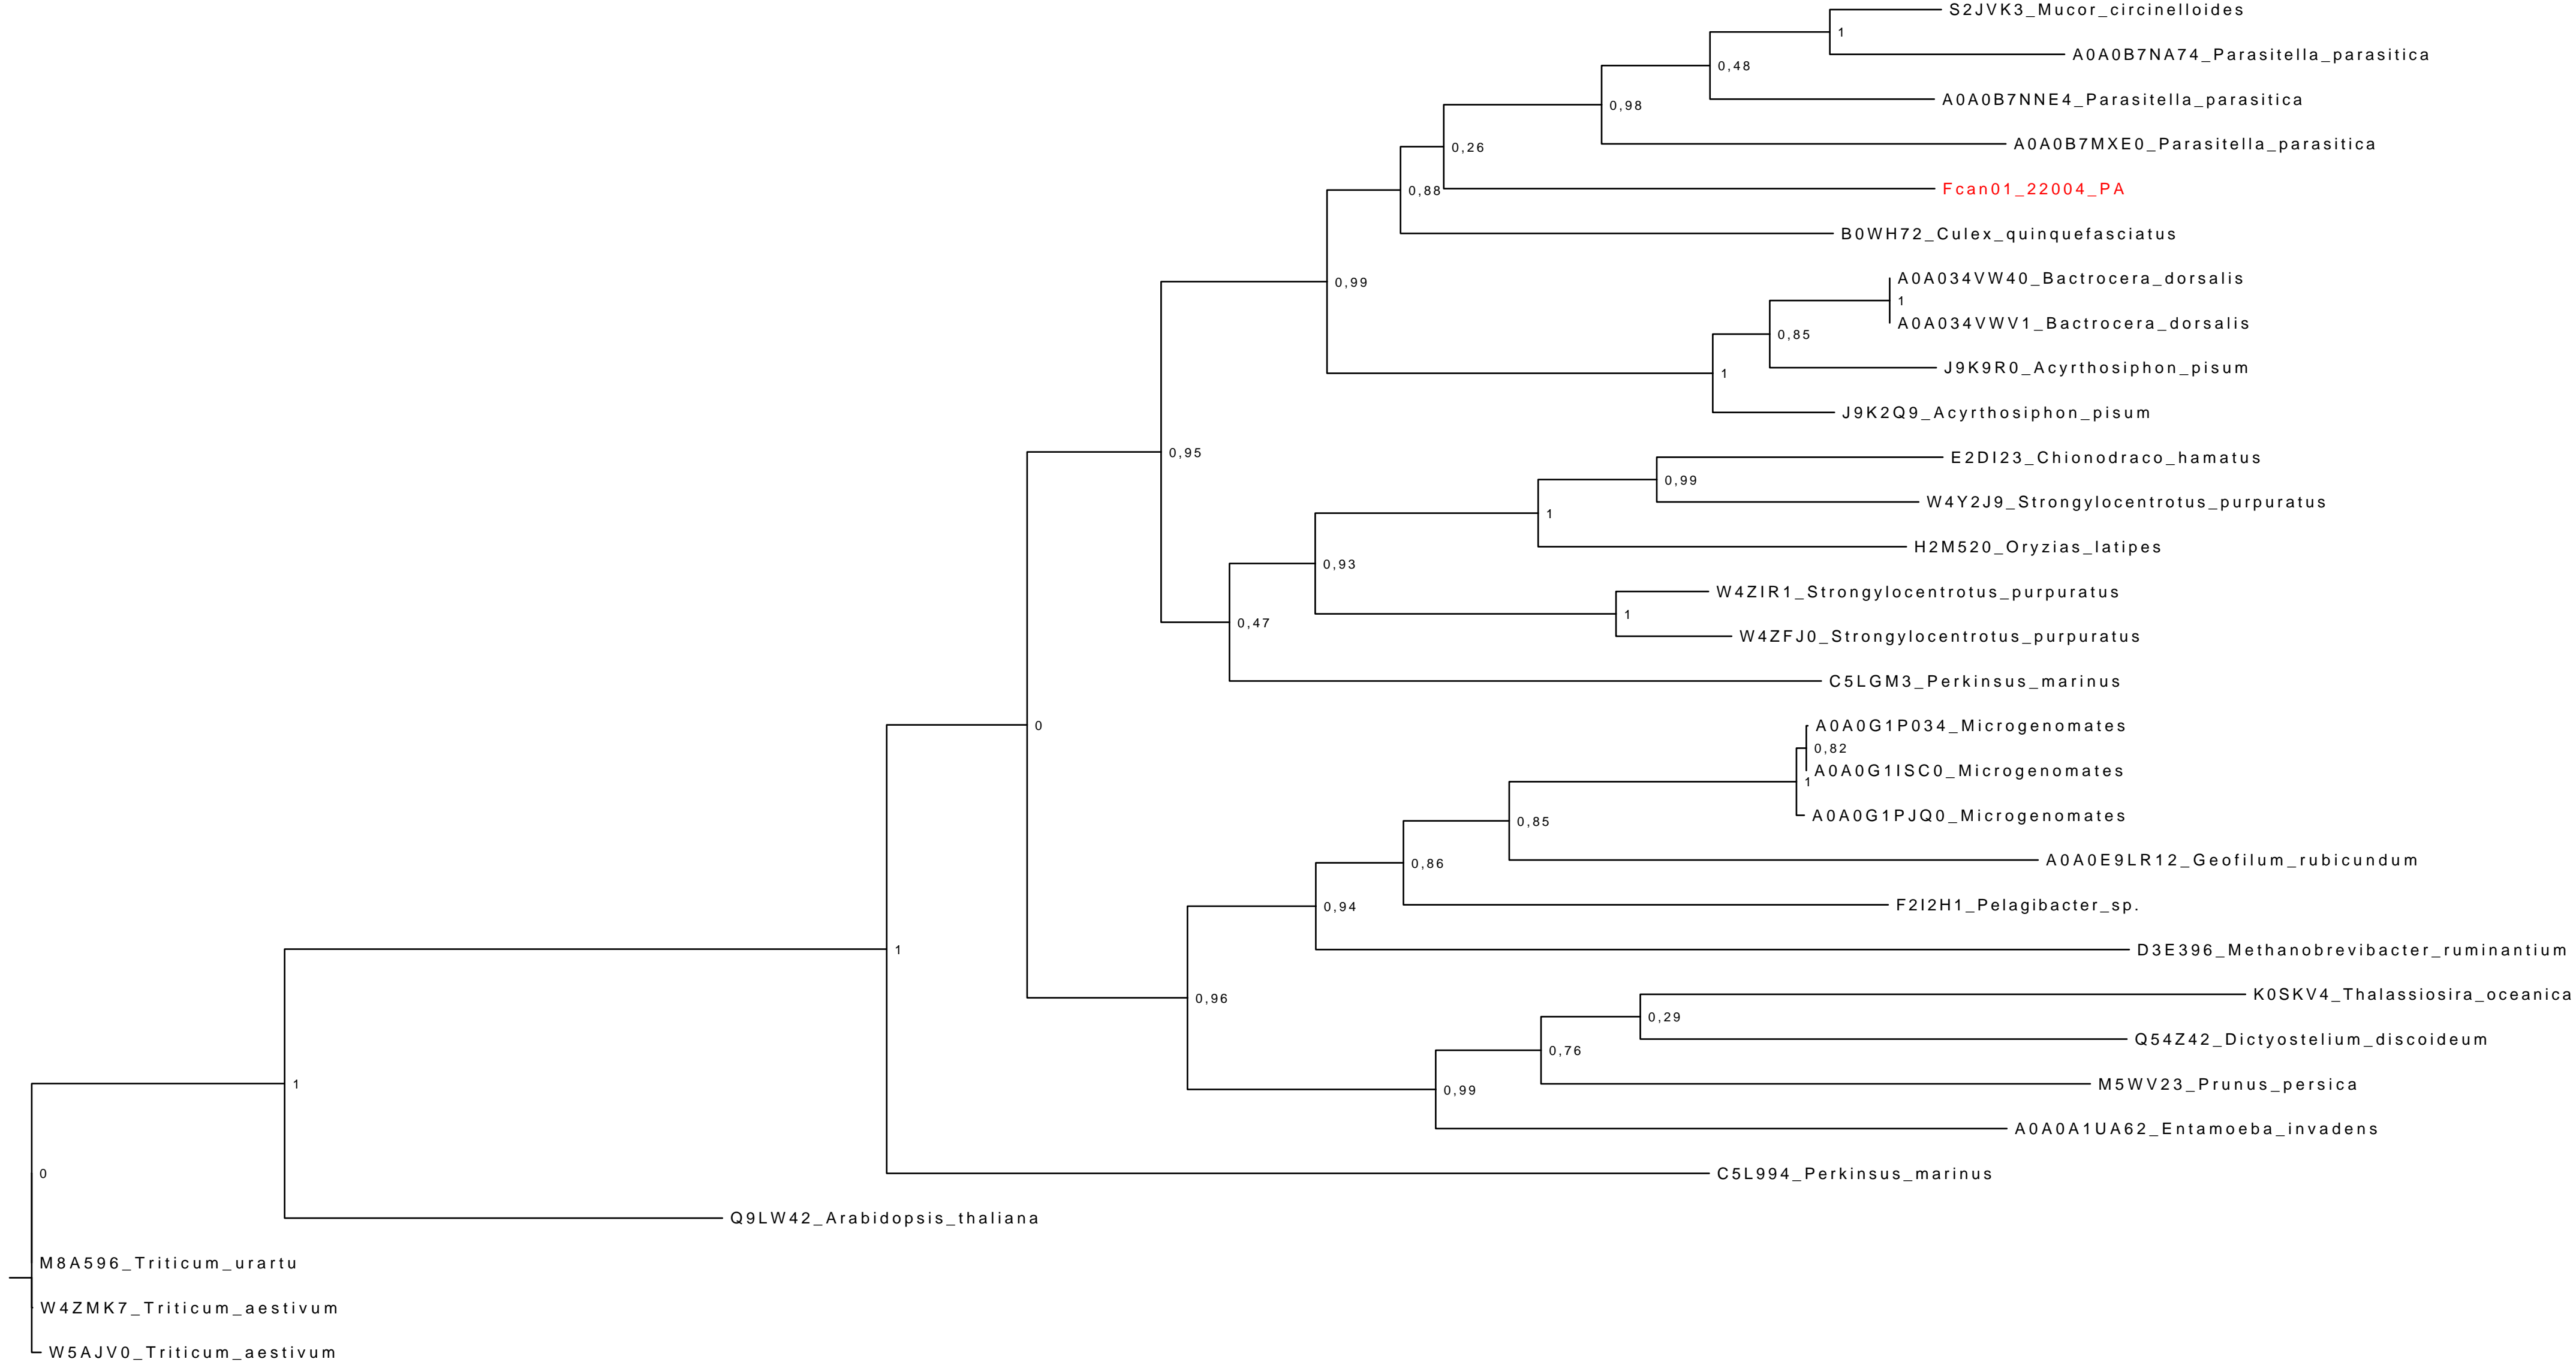 S2JVK3_Mucor_circinelloides
1
A0A0B7NA74_Parasitella_parasitica
0,48
A0A0B7NNE4_Parasitella_parasitica
0,98
A0A0B7MXE0_Parasitella_parasitica
0,26
Fcan01_22004_PA
0,88
B0WH72_Culex_quinquefasciatus
A0A034VW40_Bactrocera_dorsalis
0,99
1
A0A034VWV1_Bactrocera_dorsalis
0,85
J9K9R0_Acyrthosiphon_pisum
1
J9K2Q9_Acyrthosiphon_pisum
0,95
E2DI23_Chionodraco_hamatus
0,99
W4Y2J9_Strongylocentrotus_purpuratus
1
H2M520_Oryzias_latipes
0,93
W4ZIR1_Strongylocentrotus_purpuratus
1
0,47
W4ZFJ0_Strongylocentrotus_purpuratus
C5LGM3_Perkinsus_marinus
0
A0A0G1P034_Microgenomates
0,82
A0A0G1ISC0_Microgenomates
1
A0A0G1PJQ0_Microgenomates
0,85
A0A0E9LR12_Geofilum_rubicundum
0,86
F2I2H1_Pelagibacter_sp.
0,94
D3E396_Methanobrevibacter_ruminantium
1
0,96
K0SKV4_Thalassiosira_oceanica
0,29
Q54Z42_Dictyostelium_discoideum
0,76
M5WV23_Prunus_persica
1
0,99
A0A0A1UA62_Entamoeba_invadens
0
C5L994_Perkinsus_marinus
Q9LW42_Arabidopsis_thaliana
M8A596_Triticum_urartu
W4ZMK7_Triticum_aestivum
W5AJV0_Triticum_aestivum